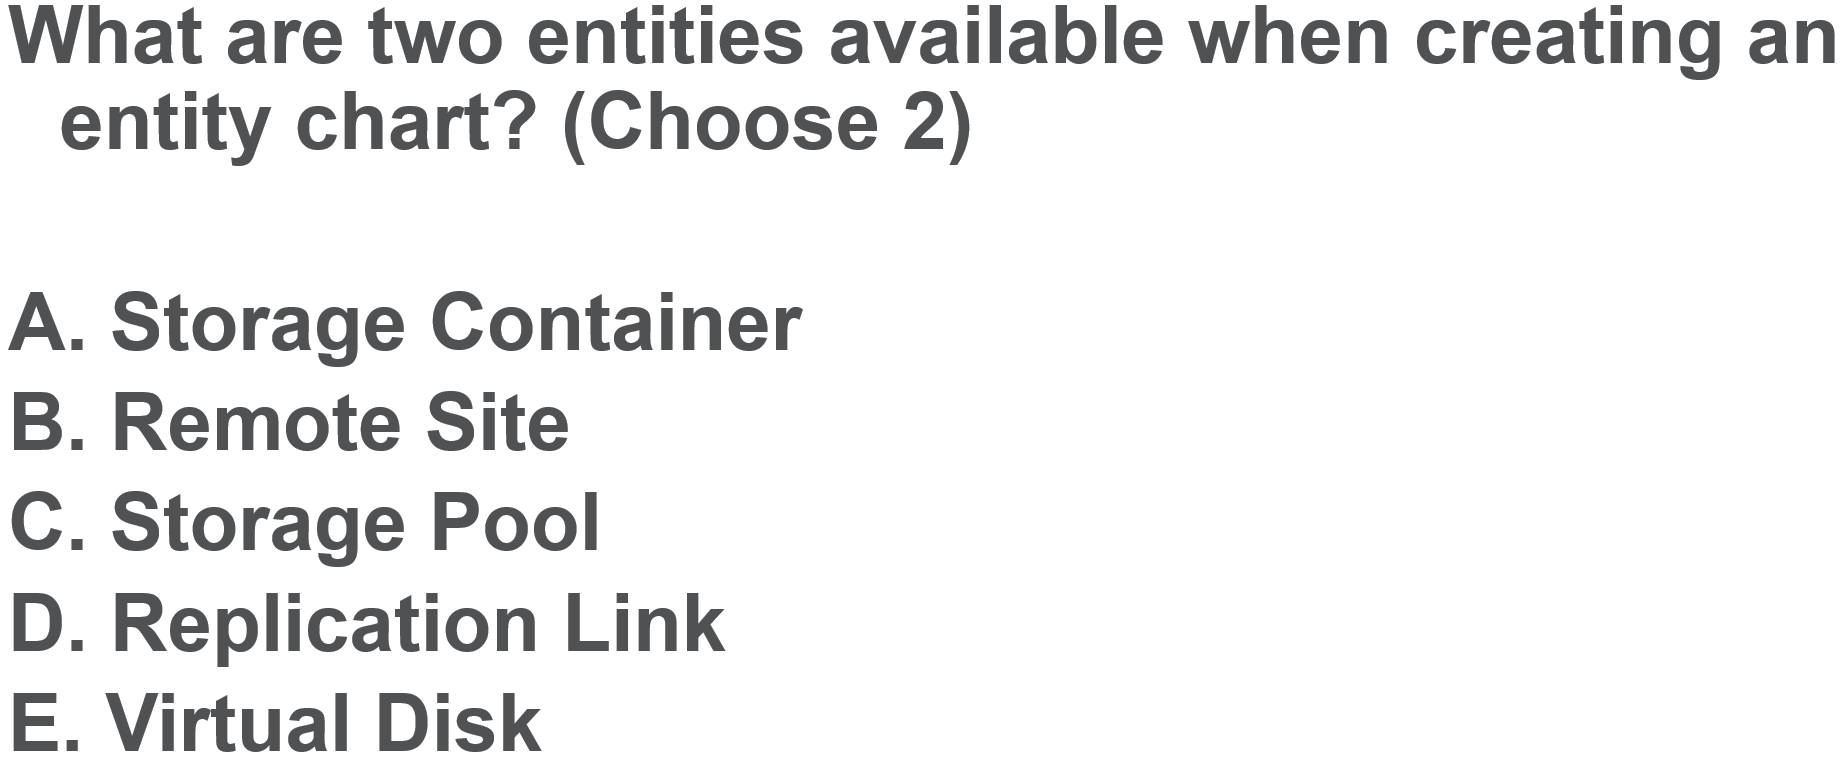 What are two entities available when creating an
entity chart? (Choose 2)
A. Storage Container
B. Remote Site
C. Storage Pool
D. Replication Link
E. Virtual Disk